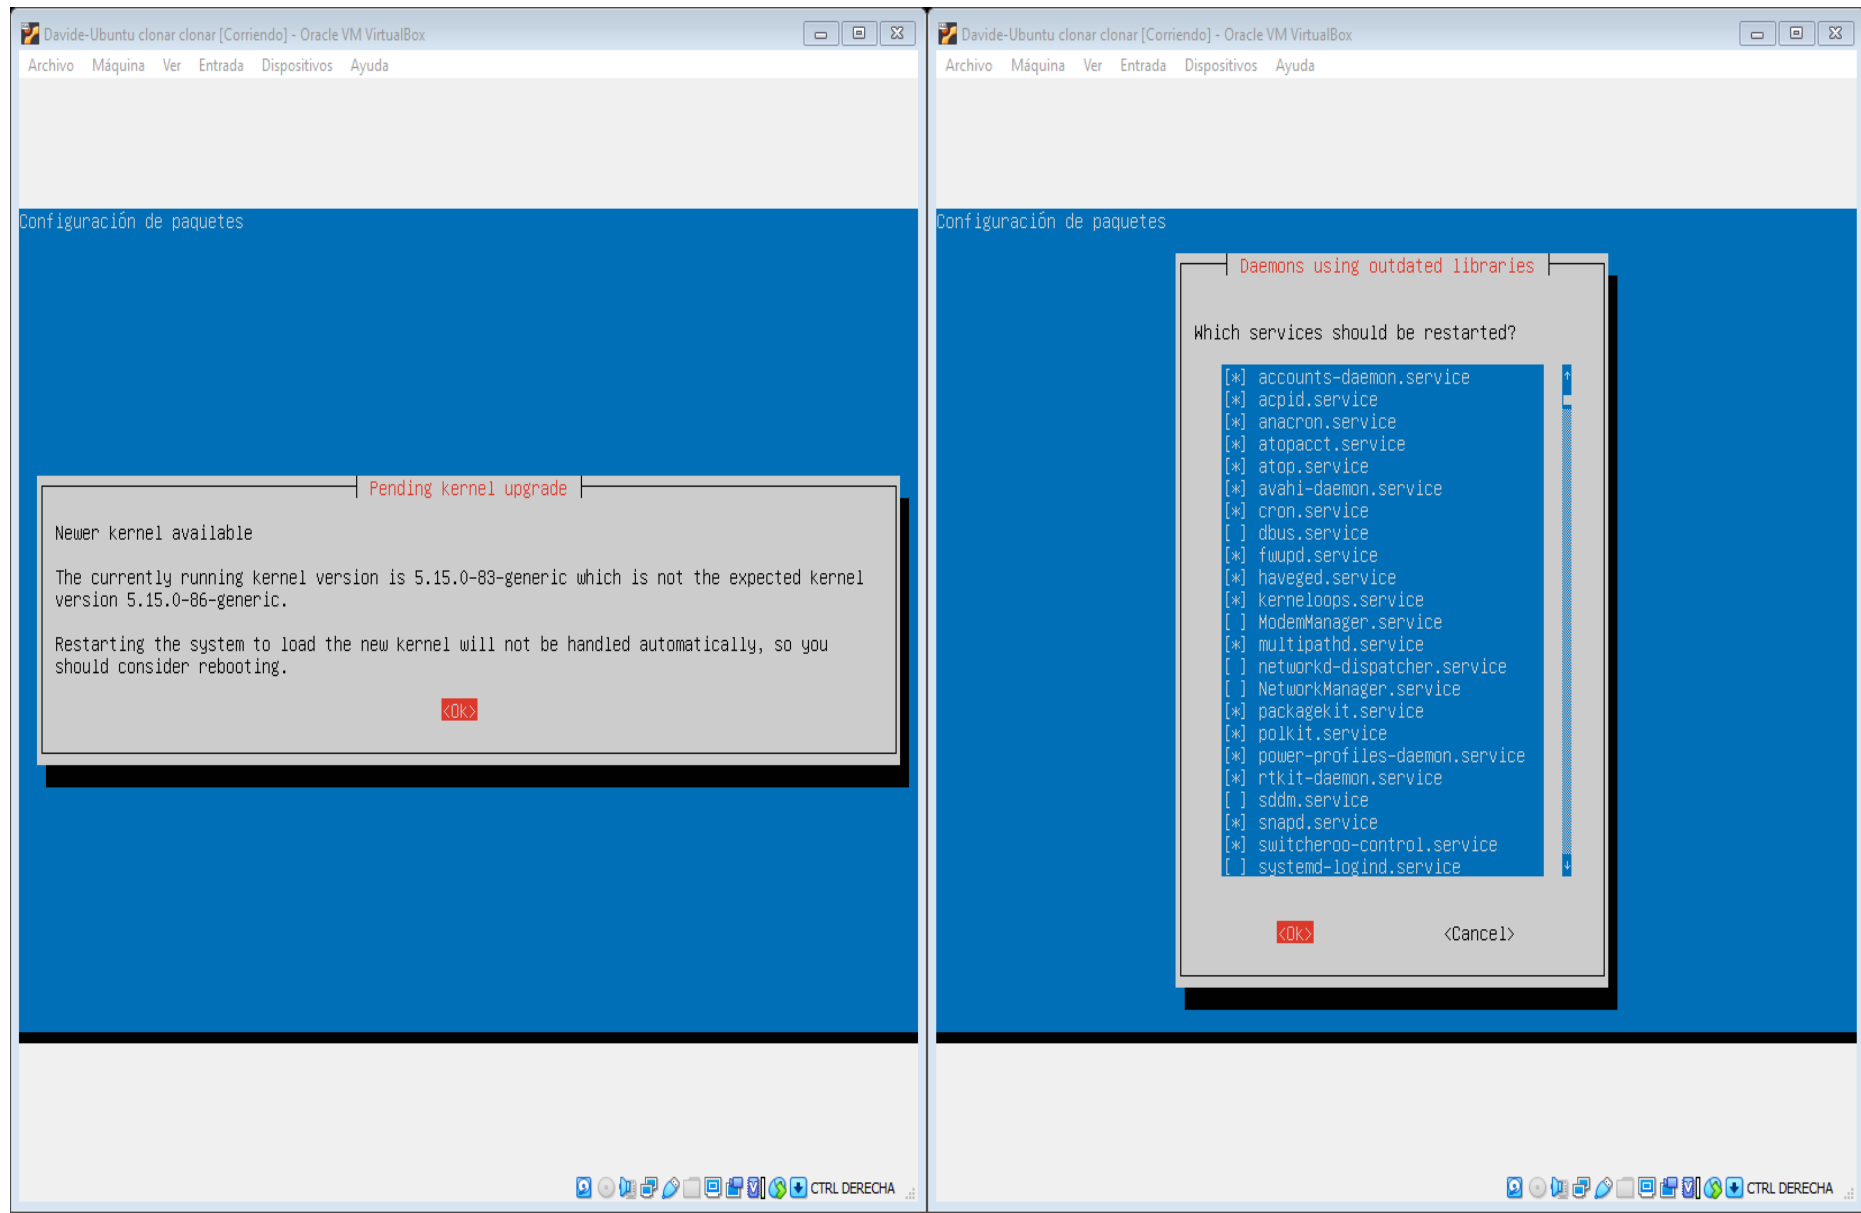 Davide-Ubuntu clonar clonar [Corriendo] - Oracle VM VirtualBox
Archivo Máquina Ver Entrada Dispositivos Ayuda
Configuración de paquetes
Pending kernel upgrade
Newer kernel available
The currently running kernel version is 5.15.0-83-generic which is not the expected kernel
version 5.15.0-86-generic.
Restarting the system to load the new kernel will not be handled automatically, so you
should consider rebooting.
<Ok>
CTRL DERECHA
Davide-Ubuntu clonar clonar [Corriendo] - Oracle VM VirtualBox
Archivo Máquina Ver Entrada Dispositivos Ayuda
Configuración de paquetes
Daemons using outdated libraries
Which services should be restarted?
[*] accounts-daemon.service
[*] acpid.service
[*] anacron.service
[*] atopacct.service
[*] atop.service
[*] avahi-daemon.service
[*] cron.service
[ ] dbus.service
[*] fwupd.service
[*] haveged.service
[*] kerneloops.service
[ ] ModemManager.service
[*] multipathd.service
[ ] networkd-dispatcher.service
[ ] NetworkManager.service
[*] packagekit.service
[*] polkit.service
[*] power-profiles-daemon.service
[*] rtkit-daemon.service
[ ] sddm.service
[*] snapd.service
[*] switcheroo-control.service
[ ] systemd-logind.service
<Ok> <Cancel>
CTRL DERECHA